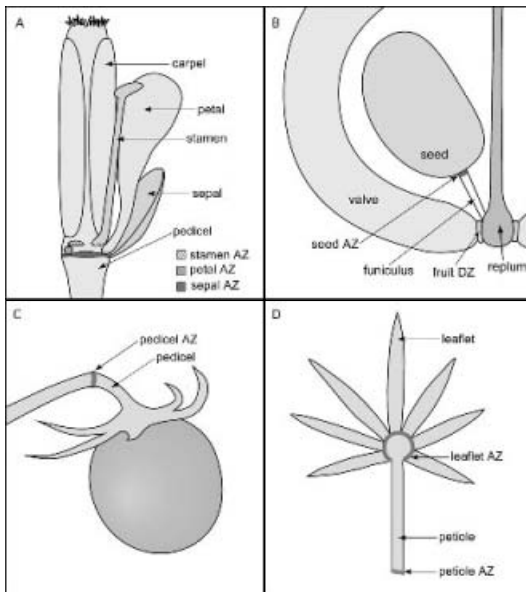 A
carpel
petal
stamen
sepal
pedicel
stamen AZ
petal AZ
sepal AZ
B
seed
valve
seed AZ
funiculus
fruit DZ
replum
C
pedicel AZ
pedicel
D
leaflet
leaflet AZ
petiole
petiole AZ